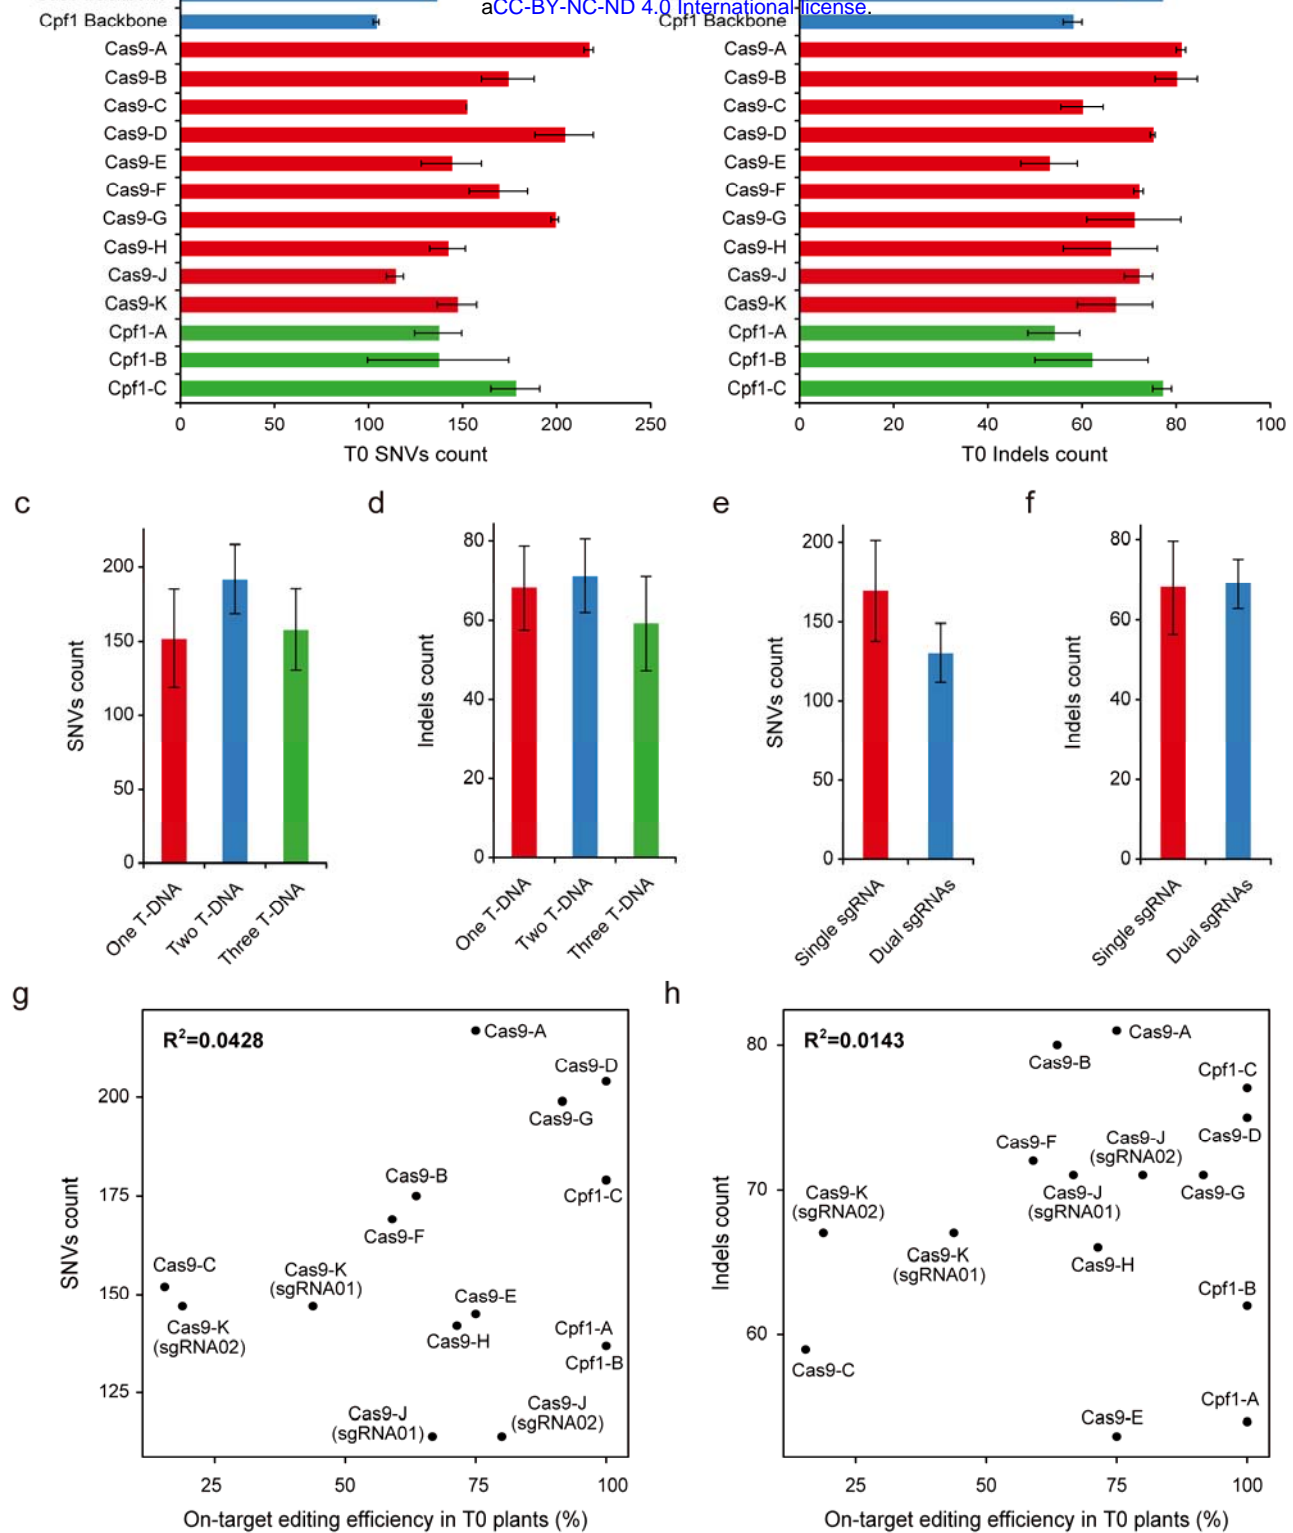 aCC-BY-NC-ND 4.0 International license.
Cpf1 Backbone
Cas9-A
Cas9-B
Cas9-C
Cas9-D
Cas9-E
Cas9-F
Cas9-G
Cas9-H
Cas9-J
Cas9-K
Cpf1-A
Cpf1-B
Cpf1-C
0 50 100 150 200 250
T0 SNVs count
Cpf1 Backbone
Cas9-A
Cas9-B
Cas9-C
Cas9-D
Cas9-E
Cas9-F
Cas9-G
Cas9-H
Cas9-J
Cas9-K
Cpf1-A
Cpf1-B
Cpf1-C
0 20 40 60 80 100
T0 Indels count
c
SNVs count
200
150
100
50
0
One T-DNA
Two T-DNA
Three T-DNA
d
Indels count
80
60
40
20
0
One T-DNA
Two T-DNA
Three T-DNA
e
SNVs count
200
150
100
50
0
Single sgRNA
Dual sgRNAs
f
Indels count
80
60
40
20
0
Single sgRNA
Dual sgRNAs
g
R²=0.0428
SNVs count
200
175
150
125
Cas9-A
Cas9-D
Cas9-G
Cas9-B
Cpf1-C
Cas9-F
Cas9-C
Cas9-K
(sgRNA01)
Cas9-E
Cas9-K
(sgRNA02)
Cas9-H
Cpf1-A
Cpf1-B
Cas9-J
(sgRNA01)
Cas9-J
(sgRNA02)
25 50 75 100
On-target editing efficiency in T0 plants (%)
h
R²=0.0143
Indels count
80
70
60
Cas9-A
Cas9-B
Cpf1-C
Cas9-D
Cas9-F
Cas9-J
(sgRNA02)
Cas9-K
(sgRNA02)
Cas9-J
(sgRNA01)
Cas9-G
Cas9-K
(sgRNA01)
Cas9-H
Cpf1-B
Cas9-C
Cas9-E
Cpf1-A
25 50 75 100
On-target editing efficiency in T0 plants (%)